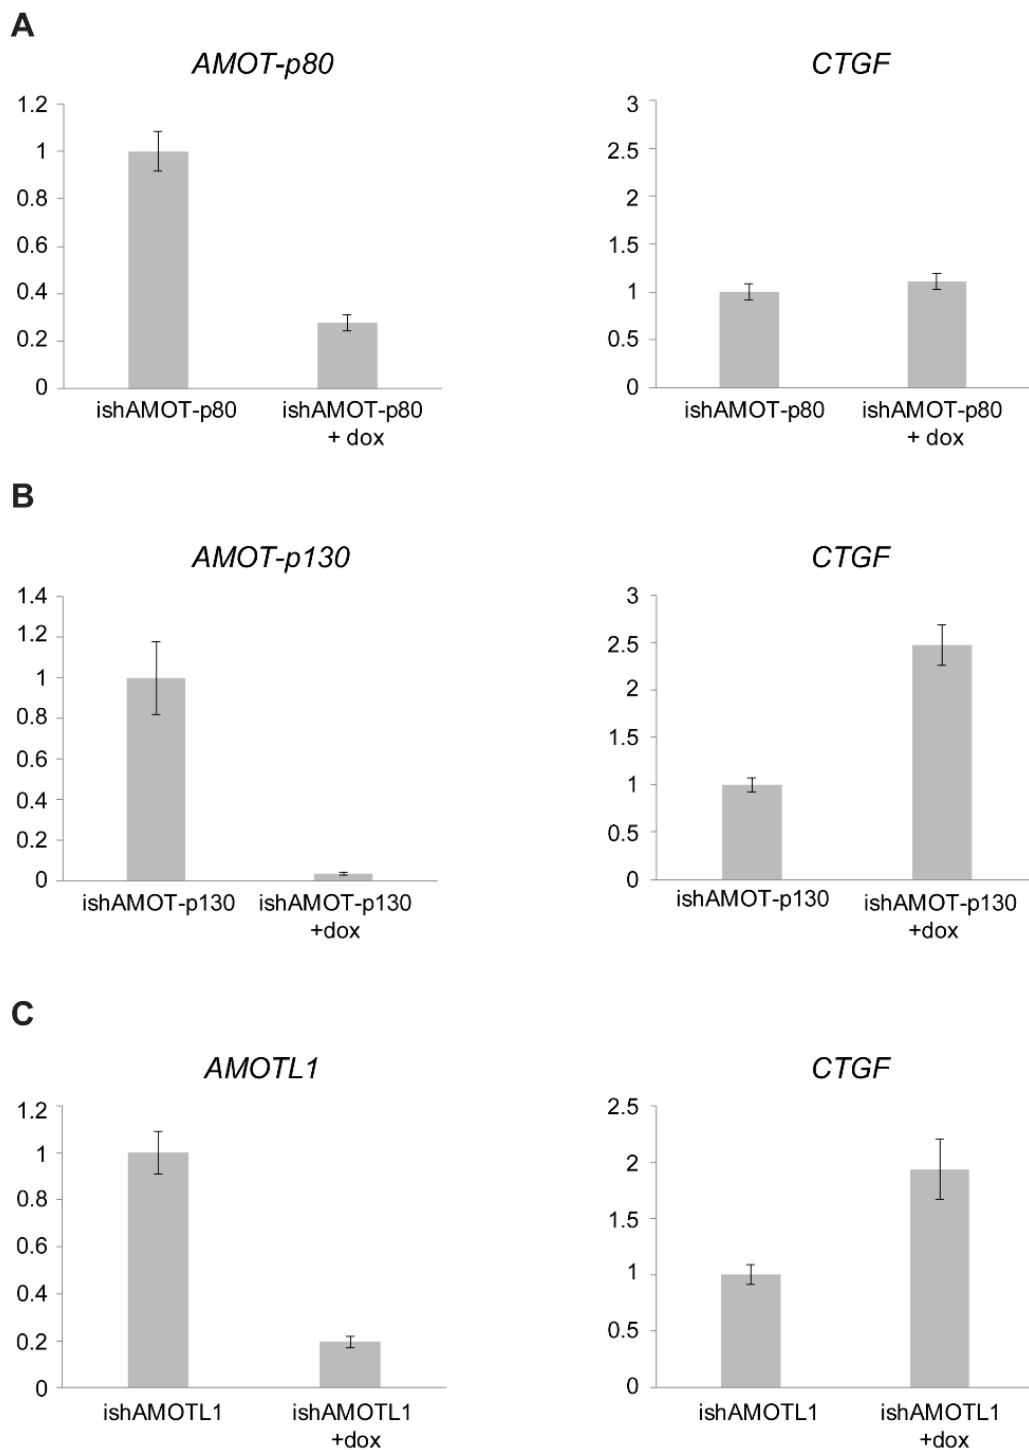 A
AMOT-p80
1.2
1
0.8
0.6
0.4
0.2
0
ishAMOT-p80
ishAMOT-p80
+ dox
CTGF
3
2.5
2
1.5
1
0.5
0
ishAMOT-p80
ishAMOT-p80
+ dox
B
AMOT-p130
1.4
1.2
1
0.8
0.6
0.4
0.2
0
ishAMOT-p130
ishAMOT-p130
+dox
CTGF
3
2.5
2
1.5
1
0.5
0
ishAMOT-p130
ishAMOT-p130
+dox
C
AMOTL1
1.2
1
0.8
0.6
0.4
0.2
0
ishAMOTL1
ishAMOTL1
+dox
CTGF
2.5
2
1.5
1
0.5
0
ishAMOTL1
ishAMOTL1
+dox